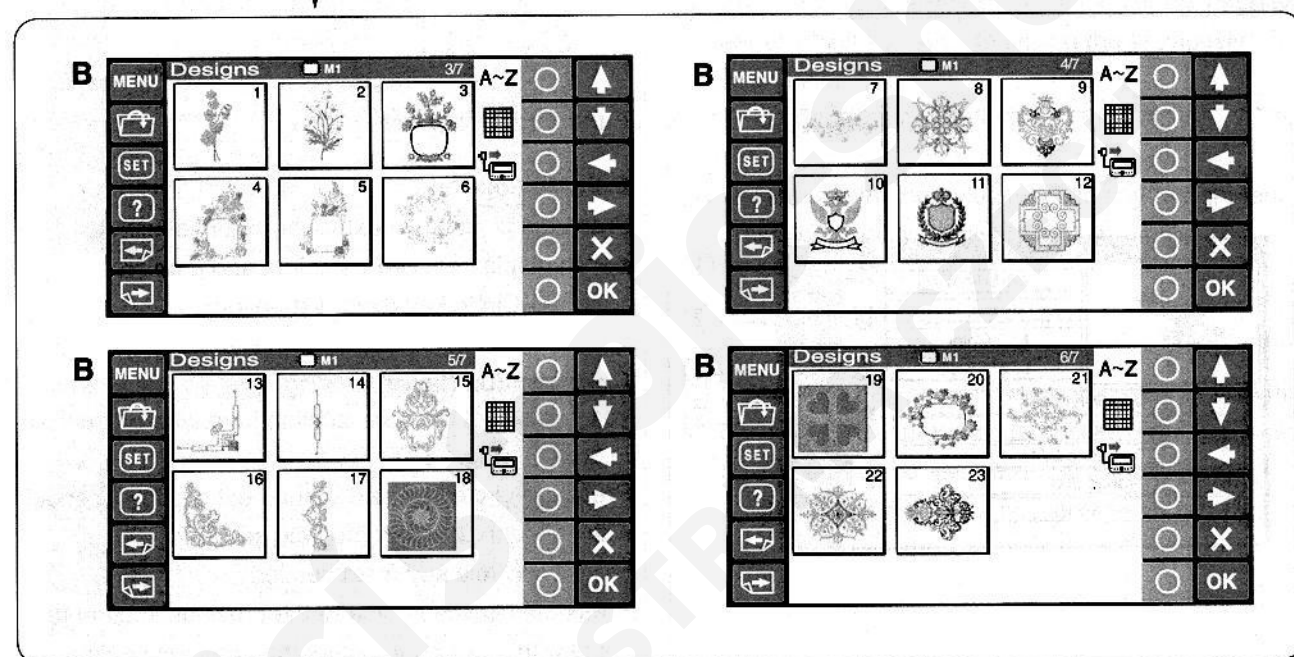 B
MENU
Designs M1 3/7
A~Z
1 2 3
4 5 6
SET
?
X
OK
B
MENU
Designs M1 4/7
A~Z
7 8 9
10 11 12
SET
?
X
OK
B
MENU
Designs M1 5/7
A~Z
13 14 15
16 17 18
SET
?
X
OK
B
MENU
Designs M1 6/7
A~Z
19 20 21
22 23
SET
?
X
OK